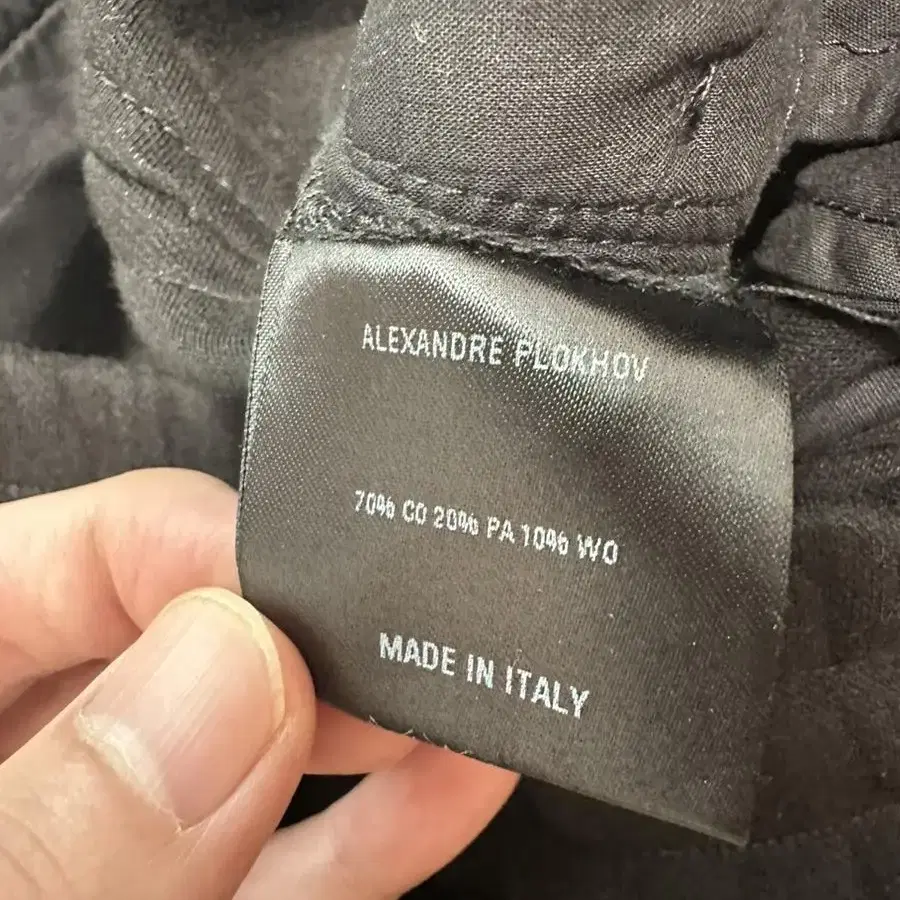 ALEXANDRE PLOKHOV
70% CO 20% PA 10% WO
MADE IN ITALY